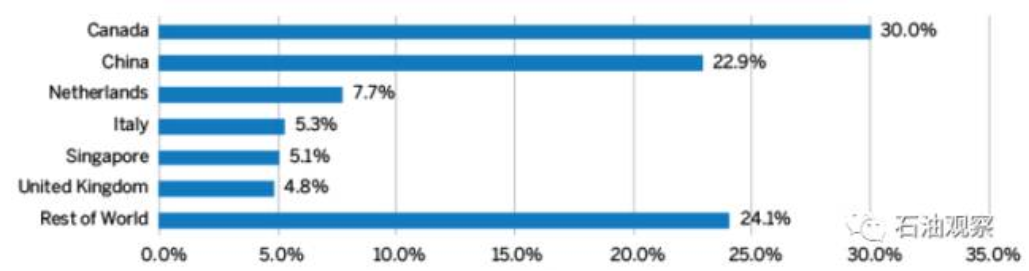 Canada 30.0%
China 22.9%
Netherlands 7.7%
Italy 5.3%
Singapore 5.1%
United Kingdom 4.8%
Rest of World 24.1%
石油观察
0.0% 5.0% 10.0% 15.0% 20.0% 25.0% 30.0% 35.0%